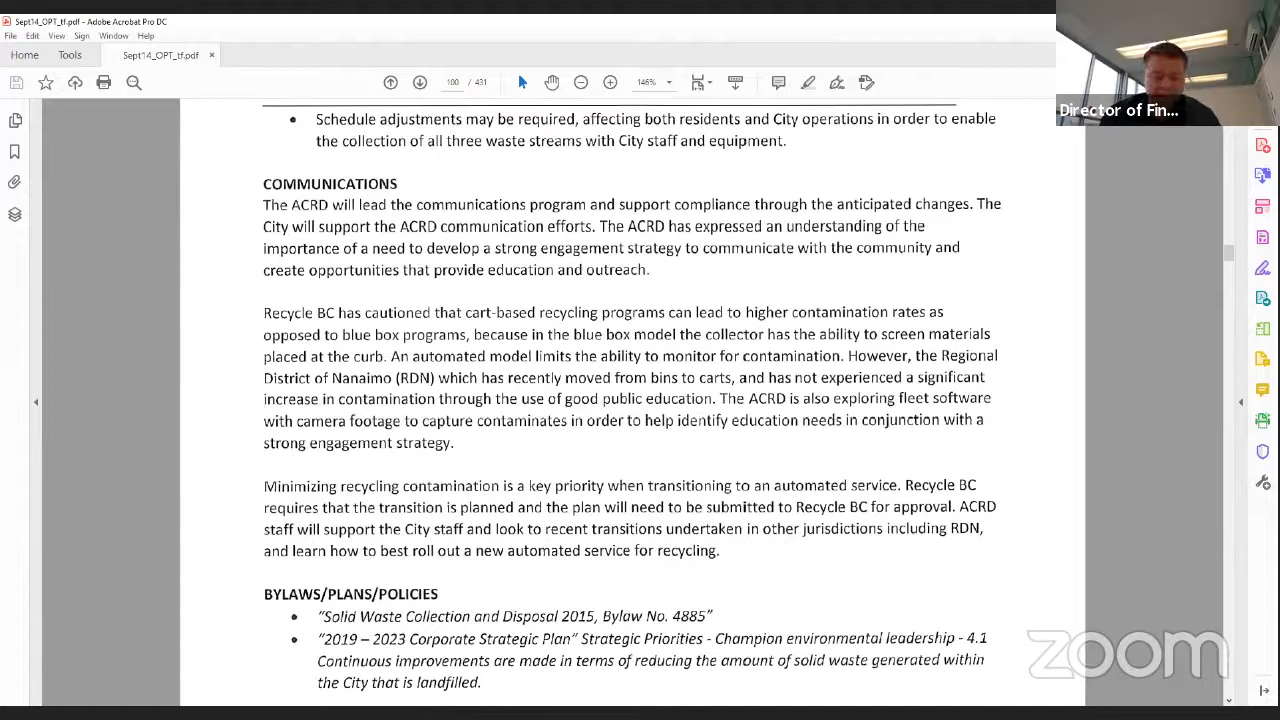 Sept14_OPT_tf.pdf - Adobe Acrobat Pro DC
File Edit View Sign Window Help
Home Tools Sept14_OPT_tf.pdf ×
100 / 431 146%
Director of Fin...
• Schedule adjustments may be required, affecting both residents and City operations in order to enable
the collection of all three waste streams with City staff and equipment.
COMMUNICATIONS
The ACRD will lead the communications program and support compliance through the anticipated changes. The
City will support the ACRD communication efforts. The ACRD has expressed an understanding of the
importance of a need to develop a strong engagement strategy to communicate with the community and
create opportunities that provide education and outreach.
Recycle BC has cautioned that cart-based recycling programs can lead to higher contamination rates as
opposed to blue box programs, because in the blue box model the collector has the ability to screen materials
placed at the curb. An automated model limits the ability to monitor for contamination. However, the Regional
District of Nanaimo (RDN) which has recently moved from bins to carts, and has not experienced a significant
increase in contamination through the use of good public education. The ACRD is also exploring fleet software
with camera footage to capture contaminates in order to help identify education needs in conjunction with a
strong engagement strategy.
Minimizing recycling contamination is a key priority when transitioning to an automated service. Recycle BC
requires that the transition is planned and the plan will need to be submitted to Recycle BC for approval. ACRD
staff will support the City staff and look to recent transitions undertaken in other jurisdictions including RDN,
and learn how to best roll out a new automated service for recycling.
BYLAWS/PLANS/POLICIES
• "Solid Waste Collection and Disposal 2015, Bylaw No. 4885"
• "2019 – 2023 Corporate Strategic Plan" Strategic Priorities - Champion environmental leadership - 4.1
Continuous improvements are made in terms of reducing the amount of solid waste generated within
the City that is landfilled.
zoom